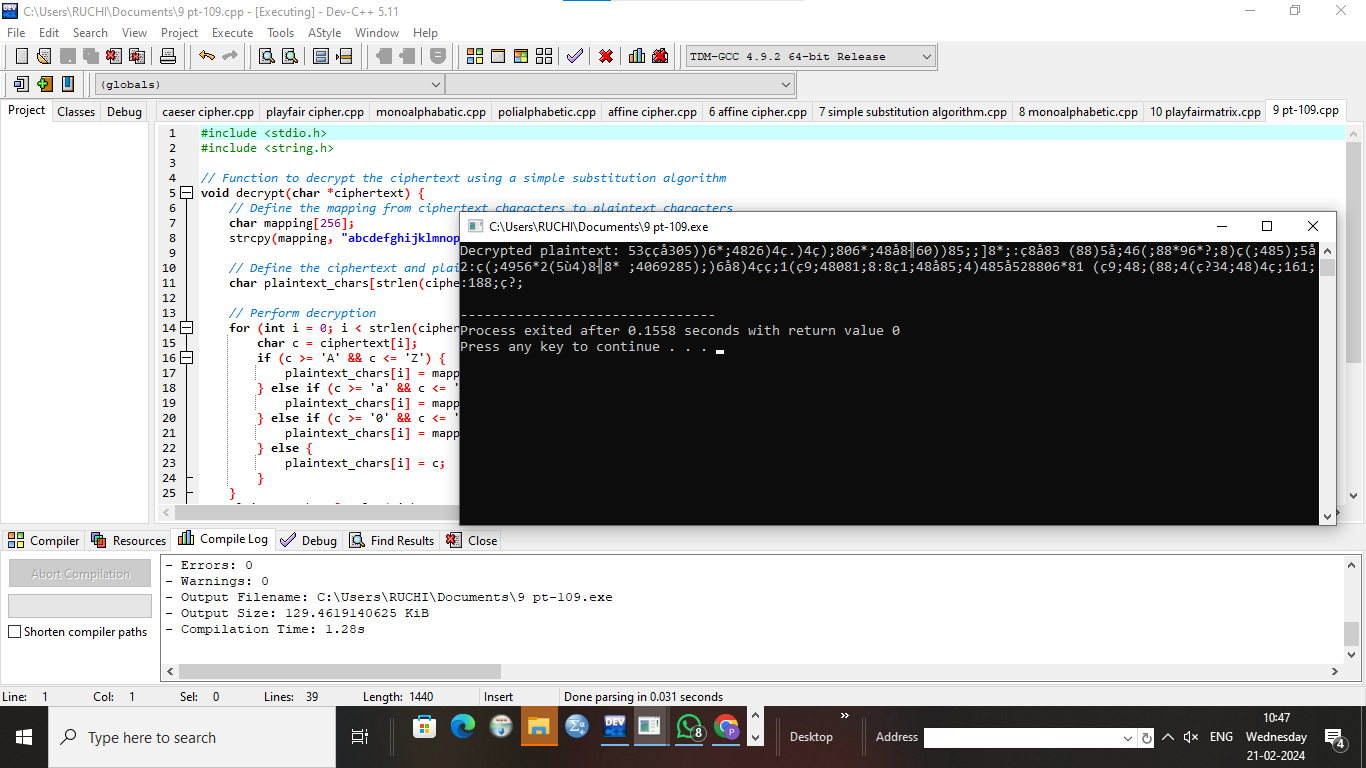 C:\Users\RUCHI\Documents\9 pt-109.cpp - [Executing] - Dev-C++ 5.11
File Edit Search View Project Execute Tools AStyle Window Help
TDM-GCC 4.9.2 64-bit Release
(globals)
Project Classes Debug
caeser cipher.cpp playfair cipher.cpp monoalphabatic.cpp polialphabetic.cpp affine cipher.cpp 6 affine cipher.cpp 7 simple substitution algorithm.cpp 8 monoalphabetic.cpp 10 playfairmatrix.cpp 9 pt-109.cpp
1 #include <stdio.h>
2 #include <string.h>
3
4 // Function to decrypt the ciphertext using a simple substitution algorithm
5 void decrypt(char *ciphertext) {
6 // Define the mapping from ciphertext characters to plaintext characters
7 char mapping[256];
8 strcpy(mapping, "abcdefghijklmnop
9
10 // Define the ciphertext and plai
11 char plaintext_chars[strlen(ciphe
12
13 // Perform decryption
14 for (int i = 0; i < strlen(cipher
15 char c = ciphertext[i];
16 if (c >= 'A' && c <= 'Z') {
17 plaintext_chars[i] = mapp
18 } else if (c >= 'a' && c <= '
19 plaintext_chars[i] = mapp
20 } else if (c >= '0' && c <= '
21 plaintext_chars[i] = mapp
22 } else {
23 plaintext_chars[i] = c;
24 }
25 }
C:\Users\RUCHI\Documents\9 pt-109.exe
Decrypted plaintext: 53ççå305))6*;4826)4ç.)4ç);806*;48å8╢60))85;;]8*;:ç8å83 (88)5å;46(;88*96*?;8)ç(;485);5å
2:ç(;4956*2(5ù4)8╢8* ;4069285);)6å8)4çç;1(ç9;48081;8:8ç1;48å85;4)485å528806*81 (ç9;48;(88;4(ç?34;48)4ç;161;
:188;ç?;
--------------------------------
Process exited after 0.1558 seconds with return value 0
Press any key to continue . . .
Compiler Resources Compile Log Debug Find Results Close
Abort Compilation
Shorten compiler paths
- Errors: 0
- Warnings: 0
- Output Filename: C:\Users\RUCHI\Documents\9 pt-109.exe
- Output Size: 129.4619140625 KiB
- Compilation Time: 1.28s
Line: 1 Col: 1 Sel: 0 Lines: 39 Length: 1440 Insert Done parsing in 0.031 seconds
Type here to search
DEV
8
P
Desktop
Address
ENG
10:47
Wednesday
21-02-2024
4